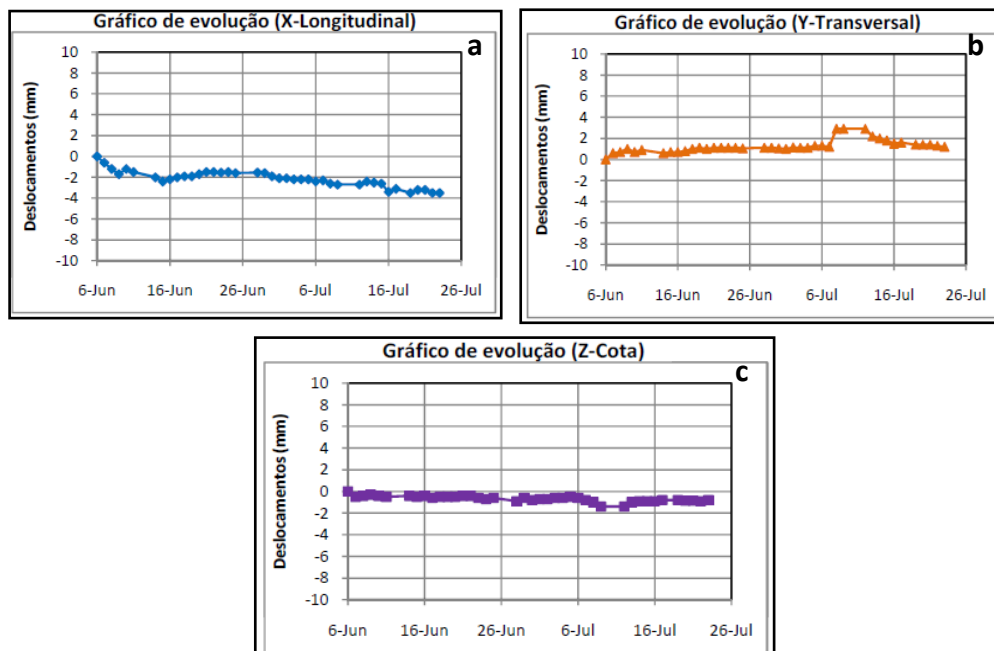 Gráfico de evolução (X-Longitudinal)
a
Deslocamentos (mm)
10
8
6
4
2
0
-2
-4
-6
-8
-10
6-Jun 16-Jun 26-Jun 6-Jul 16-Jul 26-Jul
Gráfico de evolução (Y-Transversal)
b
Deslocamentos (mm)
10
8
6
4
2
0
-2
-4
-6
-8
-10
6-Jun 16-Jun 26-Jun 6-Jul 16-Jul 26-Jul
Gráfico de evolução (Z-Cota)
c
Deslocamentos (mm)
10
8
6
4
2
0
-2
-4
-6
-8
-10
6-Jun 16-Jun 26-Jun 6-Jul 16-Jul 26-Jul